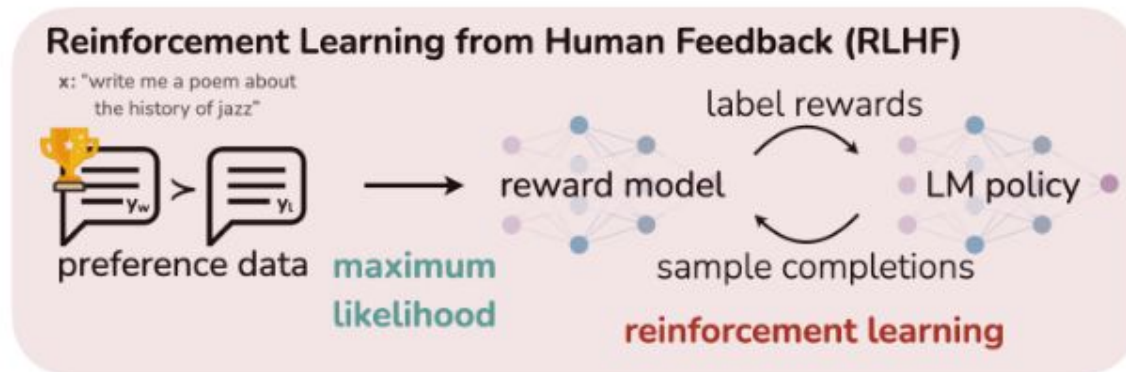 Reinforcement Learning from Human Feedback (RLHF)
x: "write me a poem about
the history of jazz"
label rewards
yw > yl
reward model
LM policy
preference data
maximum
likelihood
sample completions
reinforcement learning